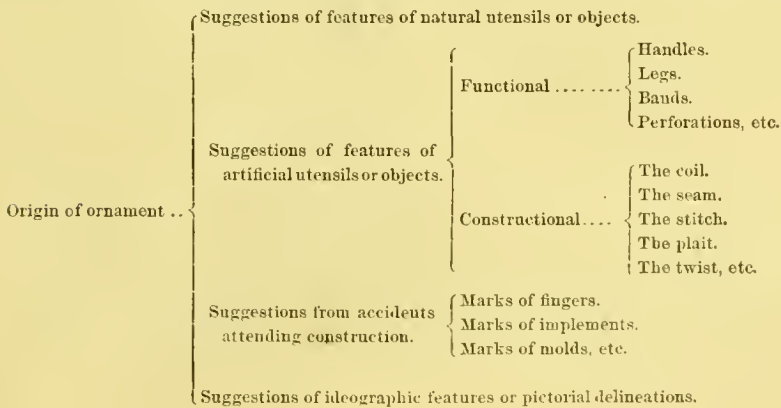 Suggestions of features of natural utensils or objects.
Handles.
Functional ........
Legs.
Bands.
Perforations, etc.
Suggestions of features of
artificial utensils or objects.
The coil.
The seam.
Origin of ornament ..
Constructional....
The stitch.
The plait.
The twist, etc.
Suggestions from accidents
attending construction.
Marks of fingers.
Marks of implements.
Marks of molds, etc.
Suggestions of ideographic features or pictorial delineations.